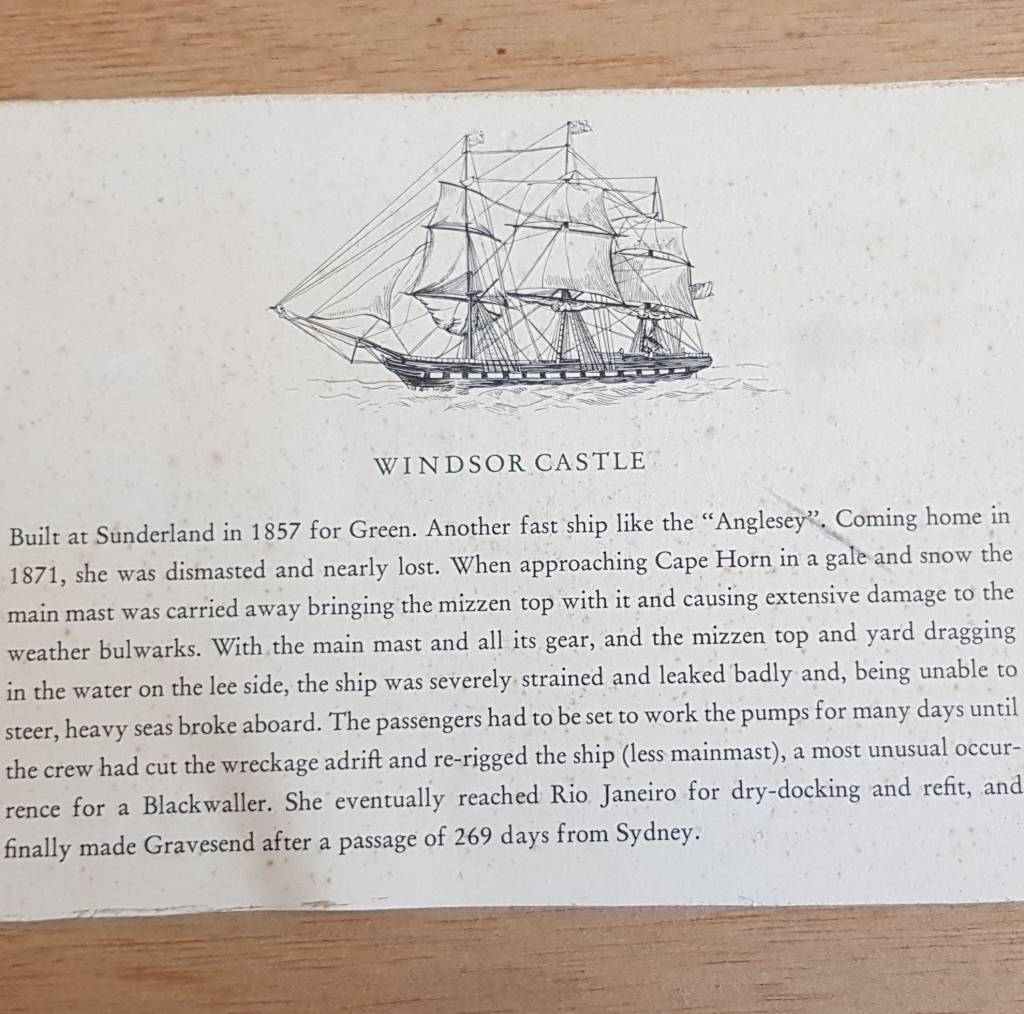 WINDSOR CASTLE
Built at Sunderland in 1857 for Green. Another fast ship like the “Anglesey”. Coming home in
1871, she was dismasted and nearly lost. When approaching Cape Horn in a gale and snow the
main mast was carried away bringing the mizzen top with it and causing extensive damage to the
weather bulwarks. With the main mast and all its gear, and the mizzen top and yard dragging
in the water on the lee side, the ship was severely strained and leaked badly and, being unable to
steer, heavy seas broke aboard. The passengers had to be set to work the pumps for many days until
the crew had cut the wreckage adrift and re-rigged the ship (less mainmast), a most unusual occur-
rence for a Blackwaller. She eventually reached Rio Janeiro for dry-docking and refit, and
finally made Gravesend after a passage of 269 days from Sydney.